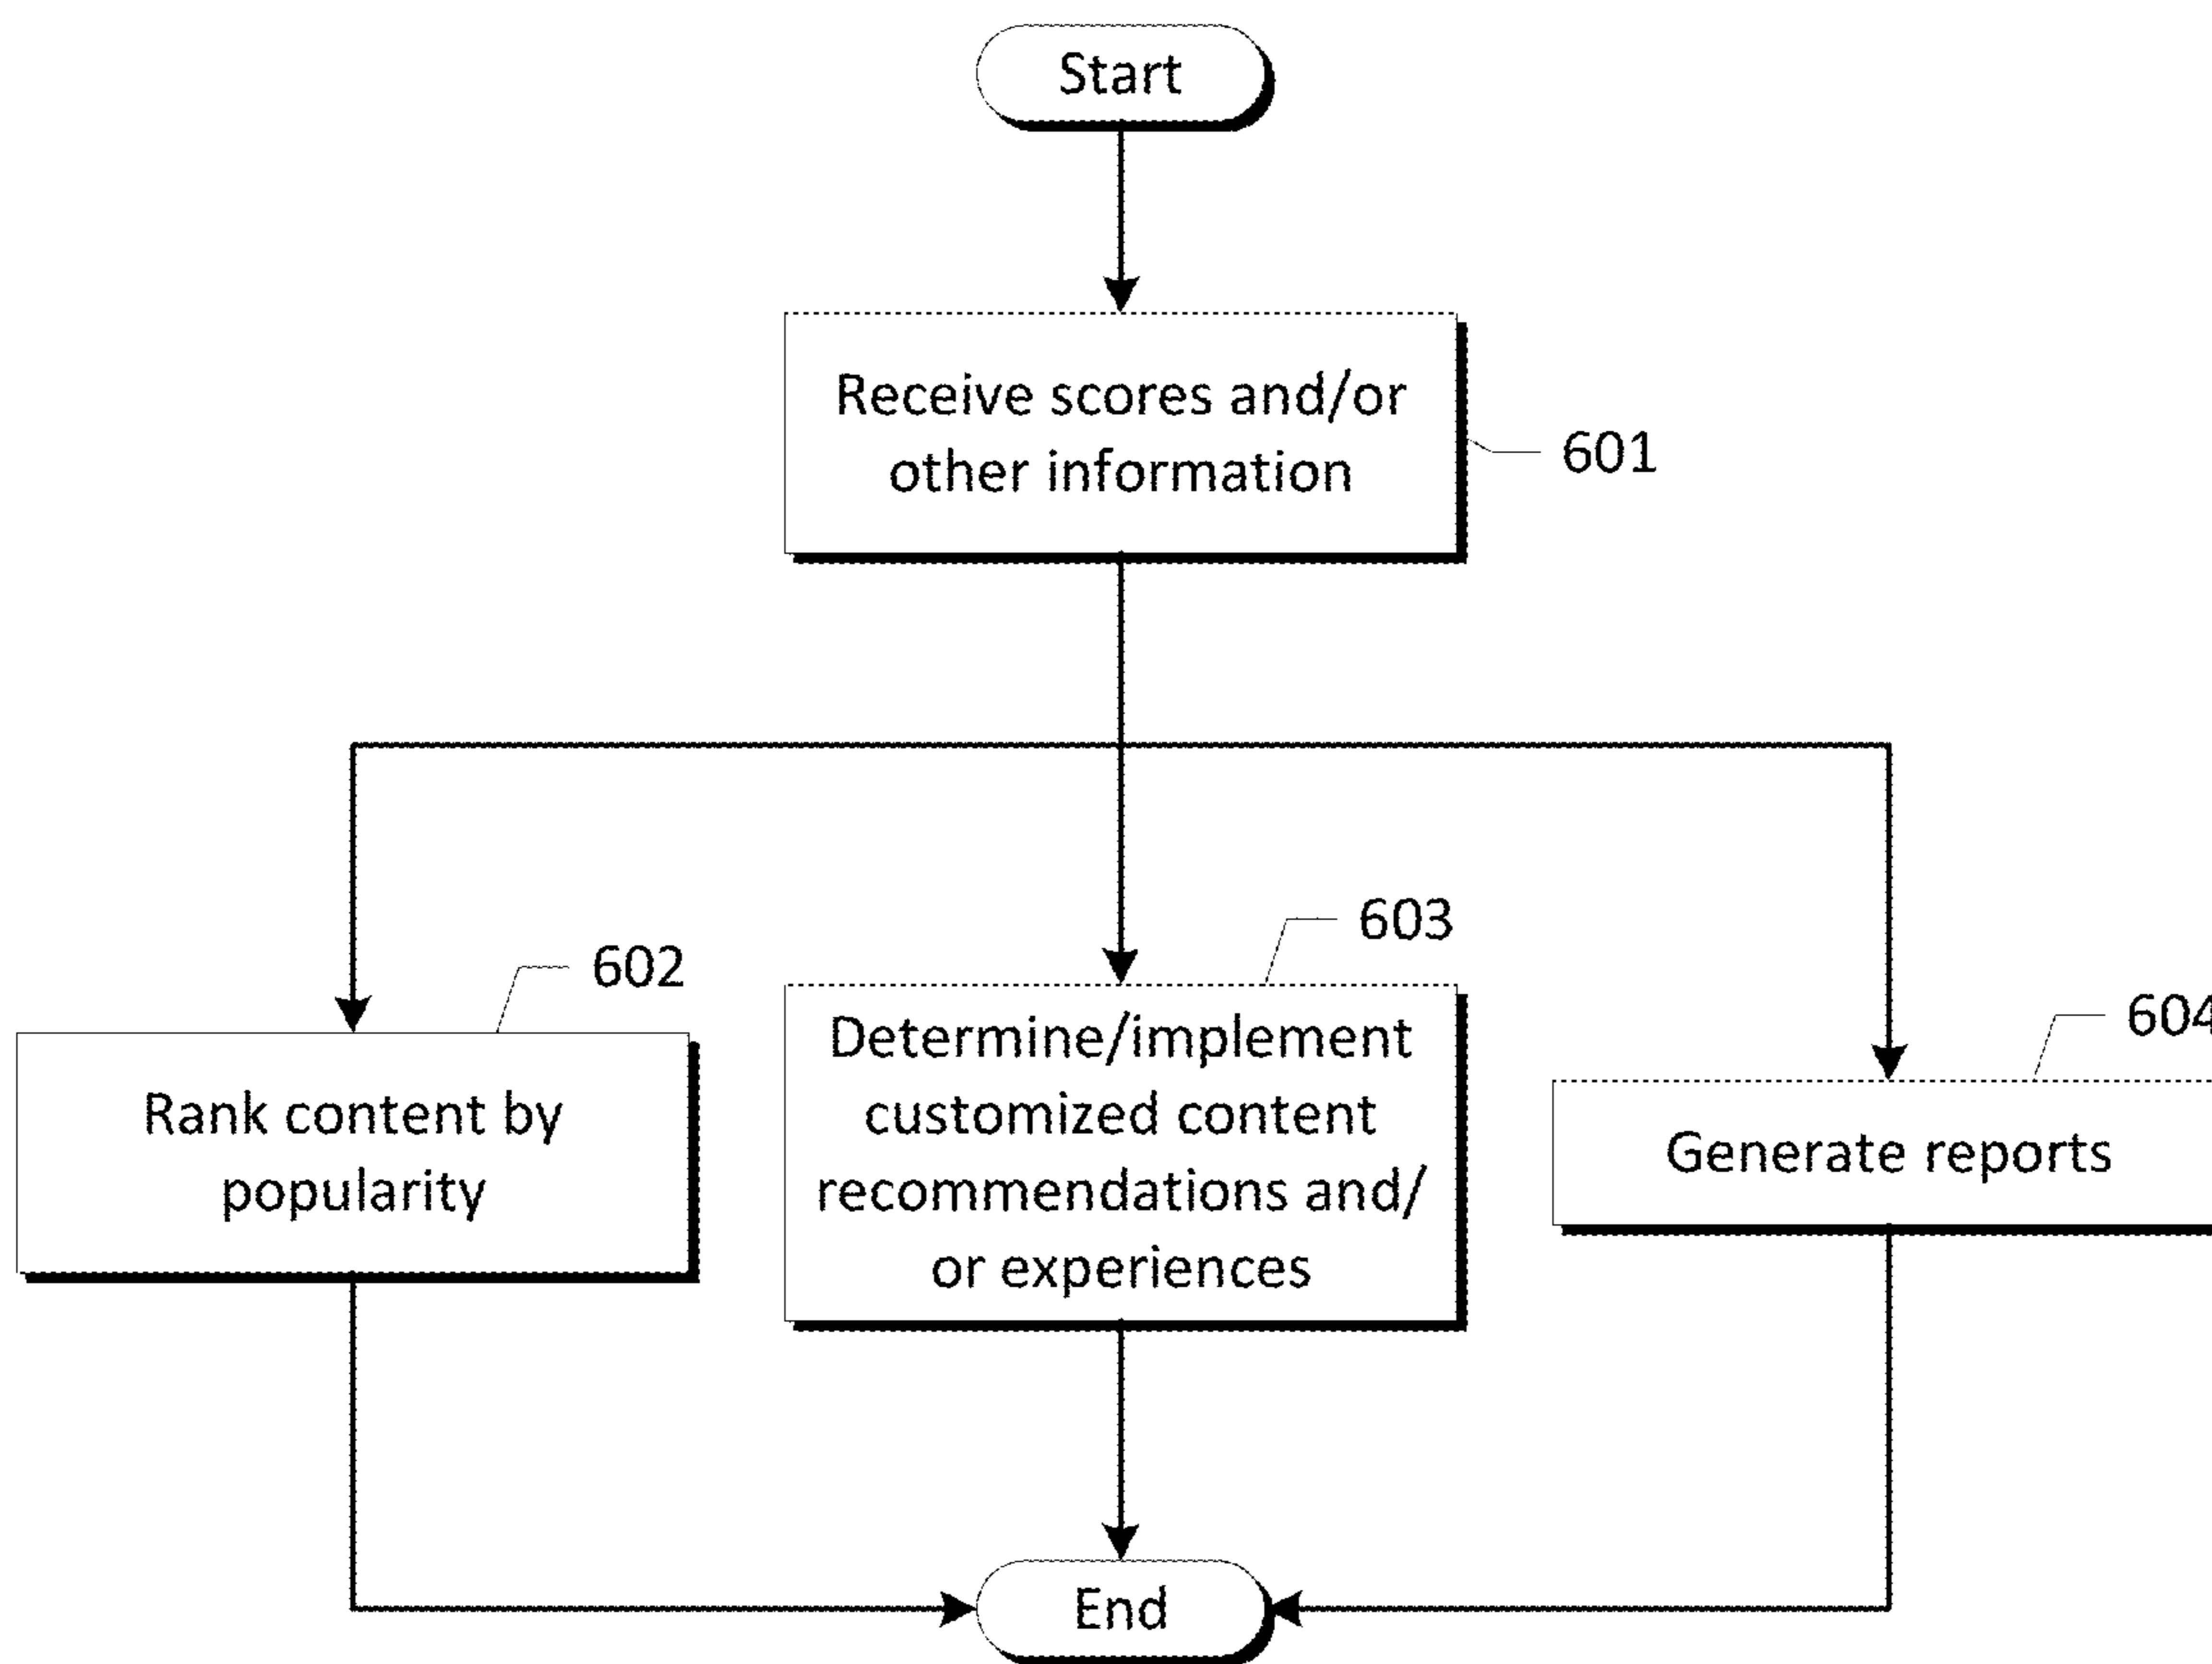 Start
Receive scores and/or
other information
601
602
Rank content by
popularity
603
Determine/implement
customized content
recommendations and/
or experiences
604
Generate reports
End